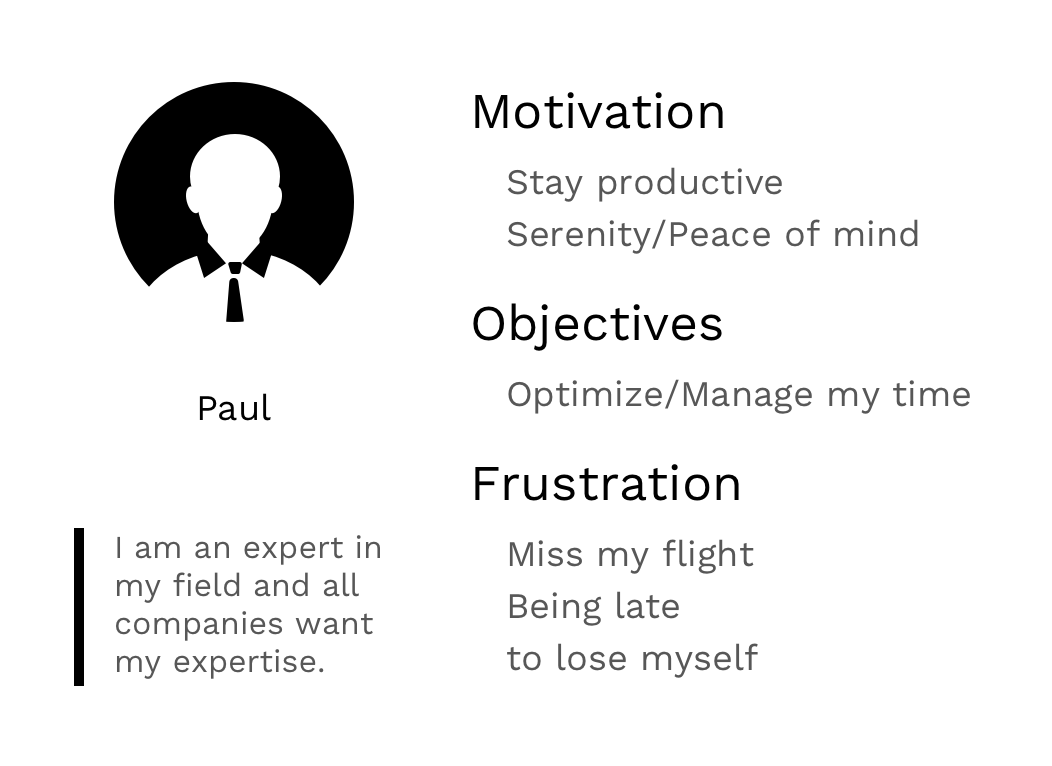 Paul
I am an expert in
my field and all
companies want
my expertise.
Motivation
Stay productive
Serenity/Peace of mind
Objectives
Optimize/Manage my time
Frustration
Miss my flight
Being late
to lose myself